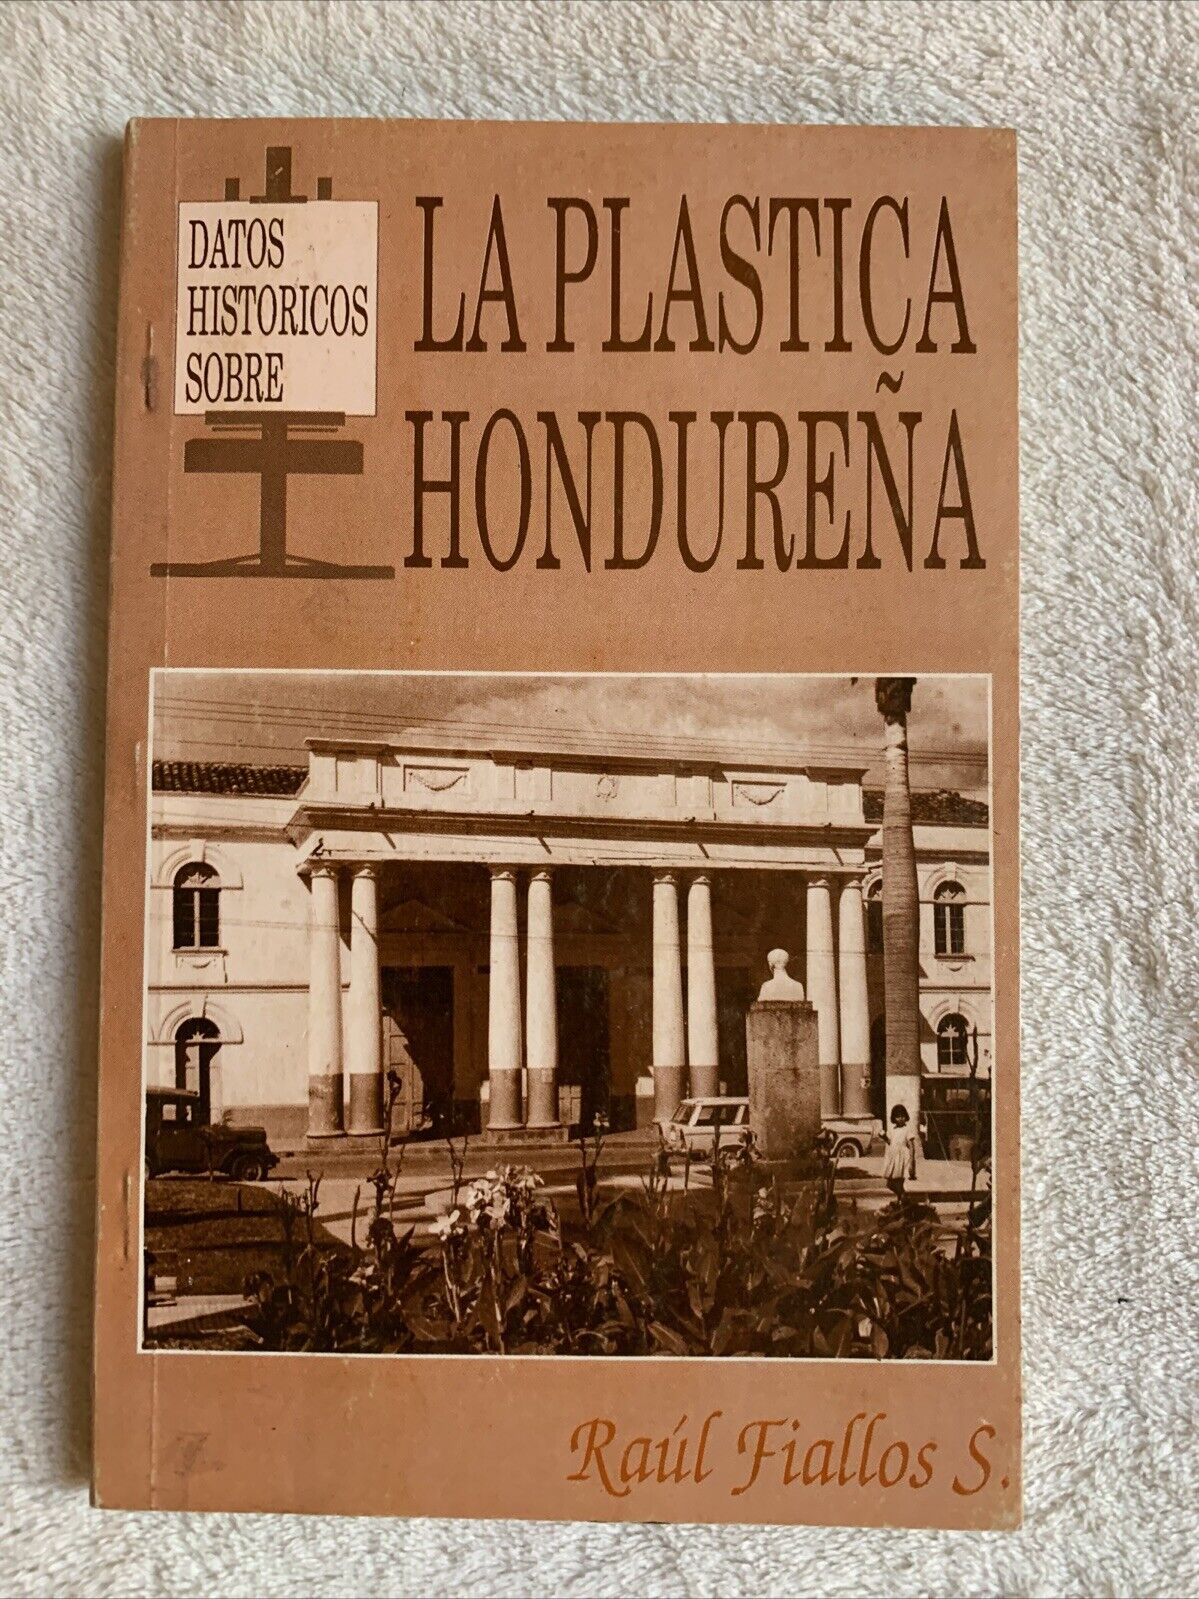 DATOS
HISTORICOS
SOBRE
LA PLASTICA
HONDUREÑA
Raúl Fiallos S.